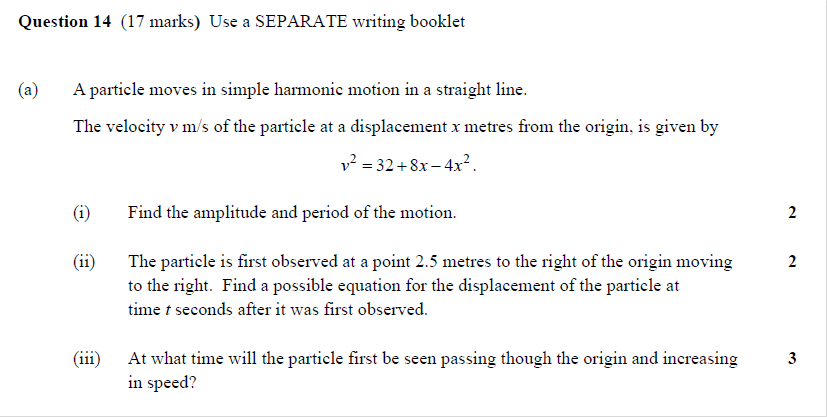 Question 14 (17 marks) Use a SEPARATE writing booklet
(a) A particle moves in simple harmonic motion in a straight line.
The velocity v m/s of the particle at a displacement x metres from the origin, is given by
v² = 32 + 8x − 4x².
(i) Find the amplitude and period of the motion. 2
(ii) The particle is first observed at a point 2.5 metres to the right of the origin moving 2
to the right. Find a possible equation for the displacement of the particle at
time t seconds after it was first observed.
(iii) At what time will the particle first be seen passing though the origin and increasing 3
in speed?